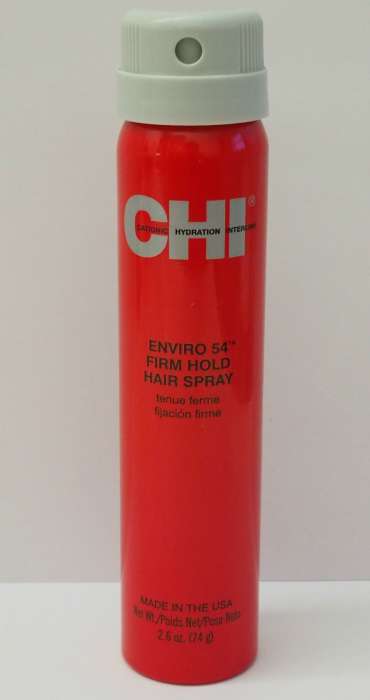 CHI®
CATIONIC HYDRATION INTERLINK
ENVIRO 54™
FIRM HOLD
HAIR SPRAY
tenue ferme
fijación firme
MADE IN THE USA
Net Wt./Poids Net/Peso Neto
2.6 oz. (74 g)